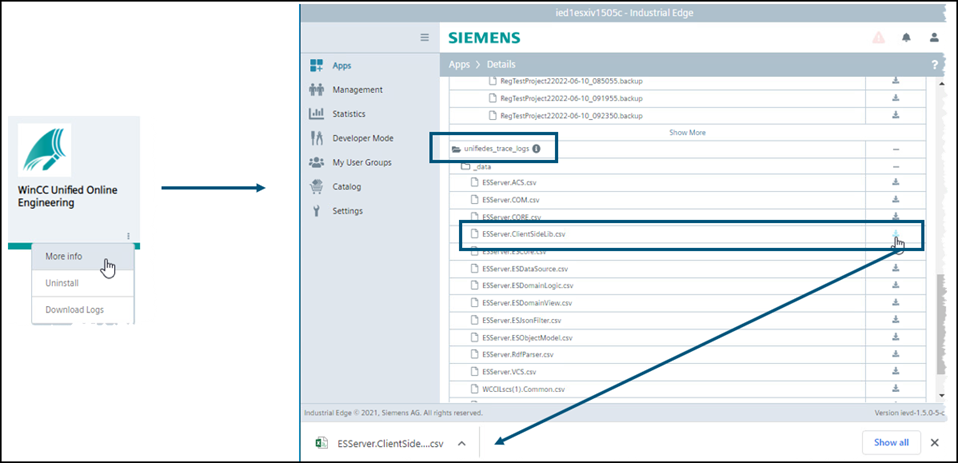 ied1esxiv1505c - Industrial Edge
SIEMENS
Apps
Management
Statistics
Developer Mode
My User Groups
Catalog
Settings
Apps > Details
?
RegTestProject22022-06-10_085055.backup
RegTestProject22022-06-10_091955.backup
RegTestProject22022-06-10_092350.backup
Show More
unifiedes_trace_logs
_data
ESServer.ACS.csv
ESServer.COM.csv
ESServer.CORE.csv
ESServer.ClientSideLib.csv
ESServer.ESCore.csv
ESServer.ESDataSource.csv
ESServer.ESDomainLogic.csv
ESServer.ESDomainView.csv
ESServer.ESJsonFilter.csv
ESServer.ESObjectModel.csv
ESServer.RdfParser.csv
ESServer.VCS.csv
WCCILscs(1).Common.csv
WinCC Unified Online
Engineering
More info
Uninstall
Download Logs
Industrial Edge © 2021, Siemens AG. All rights reserved.
Version ievd-1.5.0-5-c
ESServer.ClientSide....csv
Show all